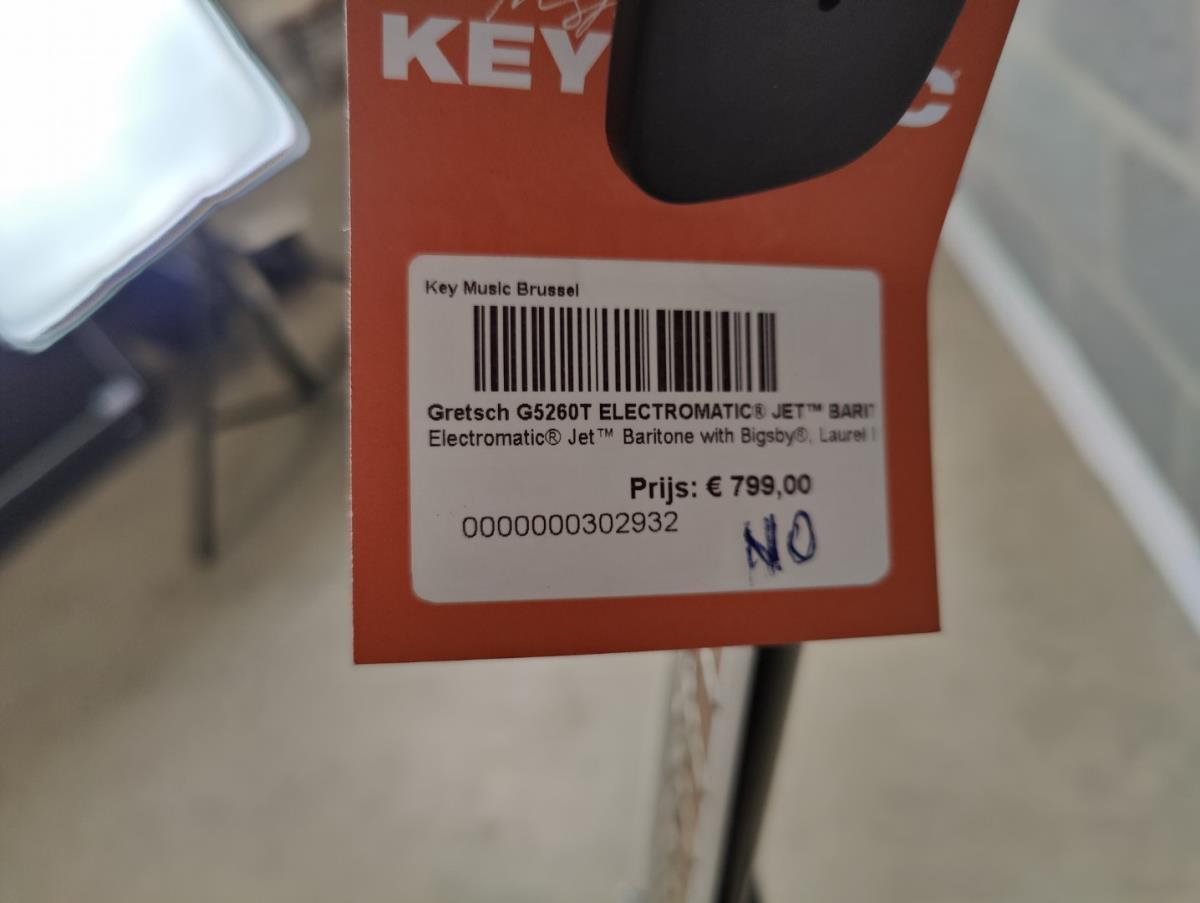 KEY
Key Music Brussel
Gretsch G5260T ELECTROMATIC® JET™ BARIT
Electromatic® Jet™ Baritone with Bigsby®, Laurel
Prijs: € 799,00
0000000302932
NO